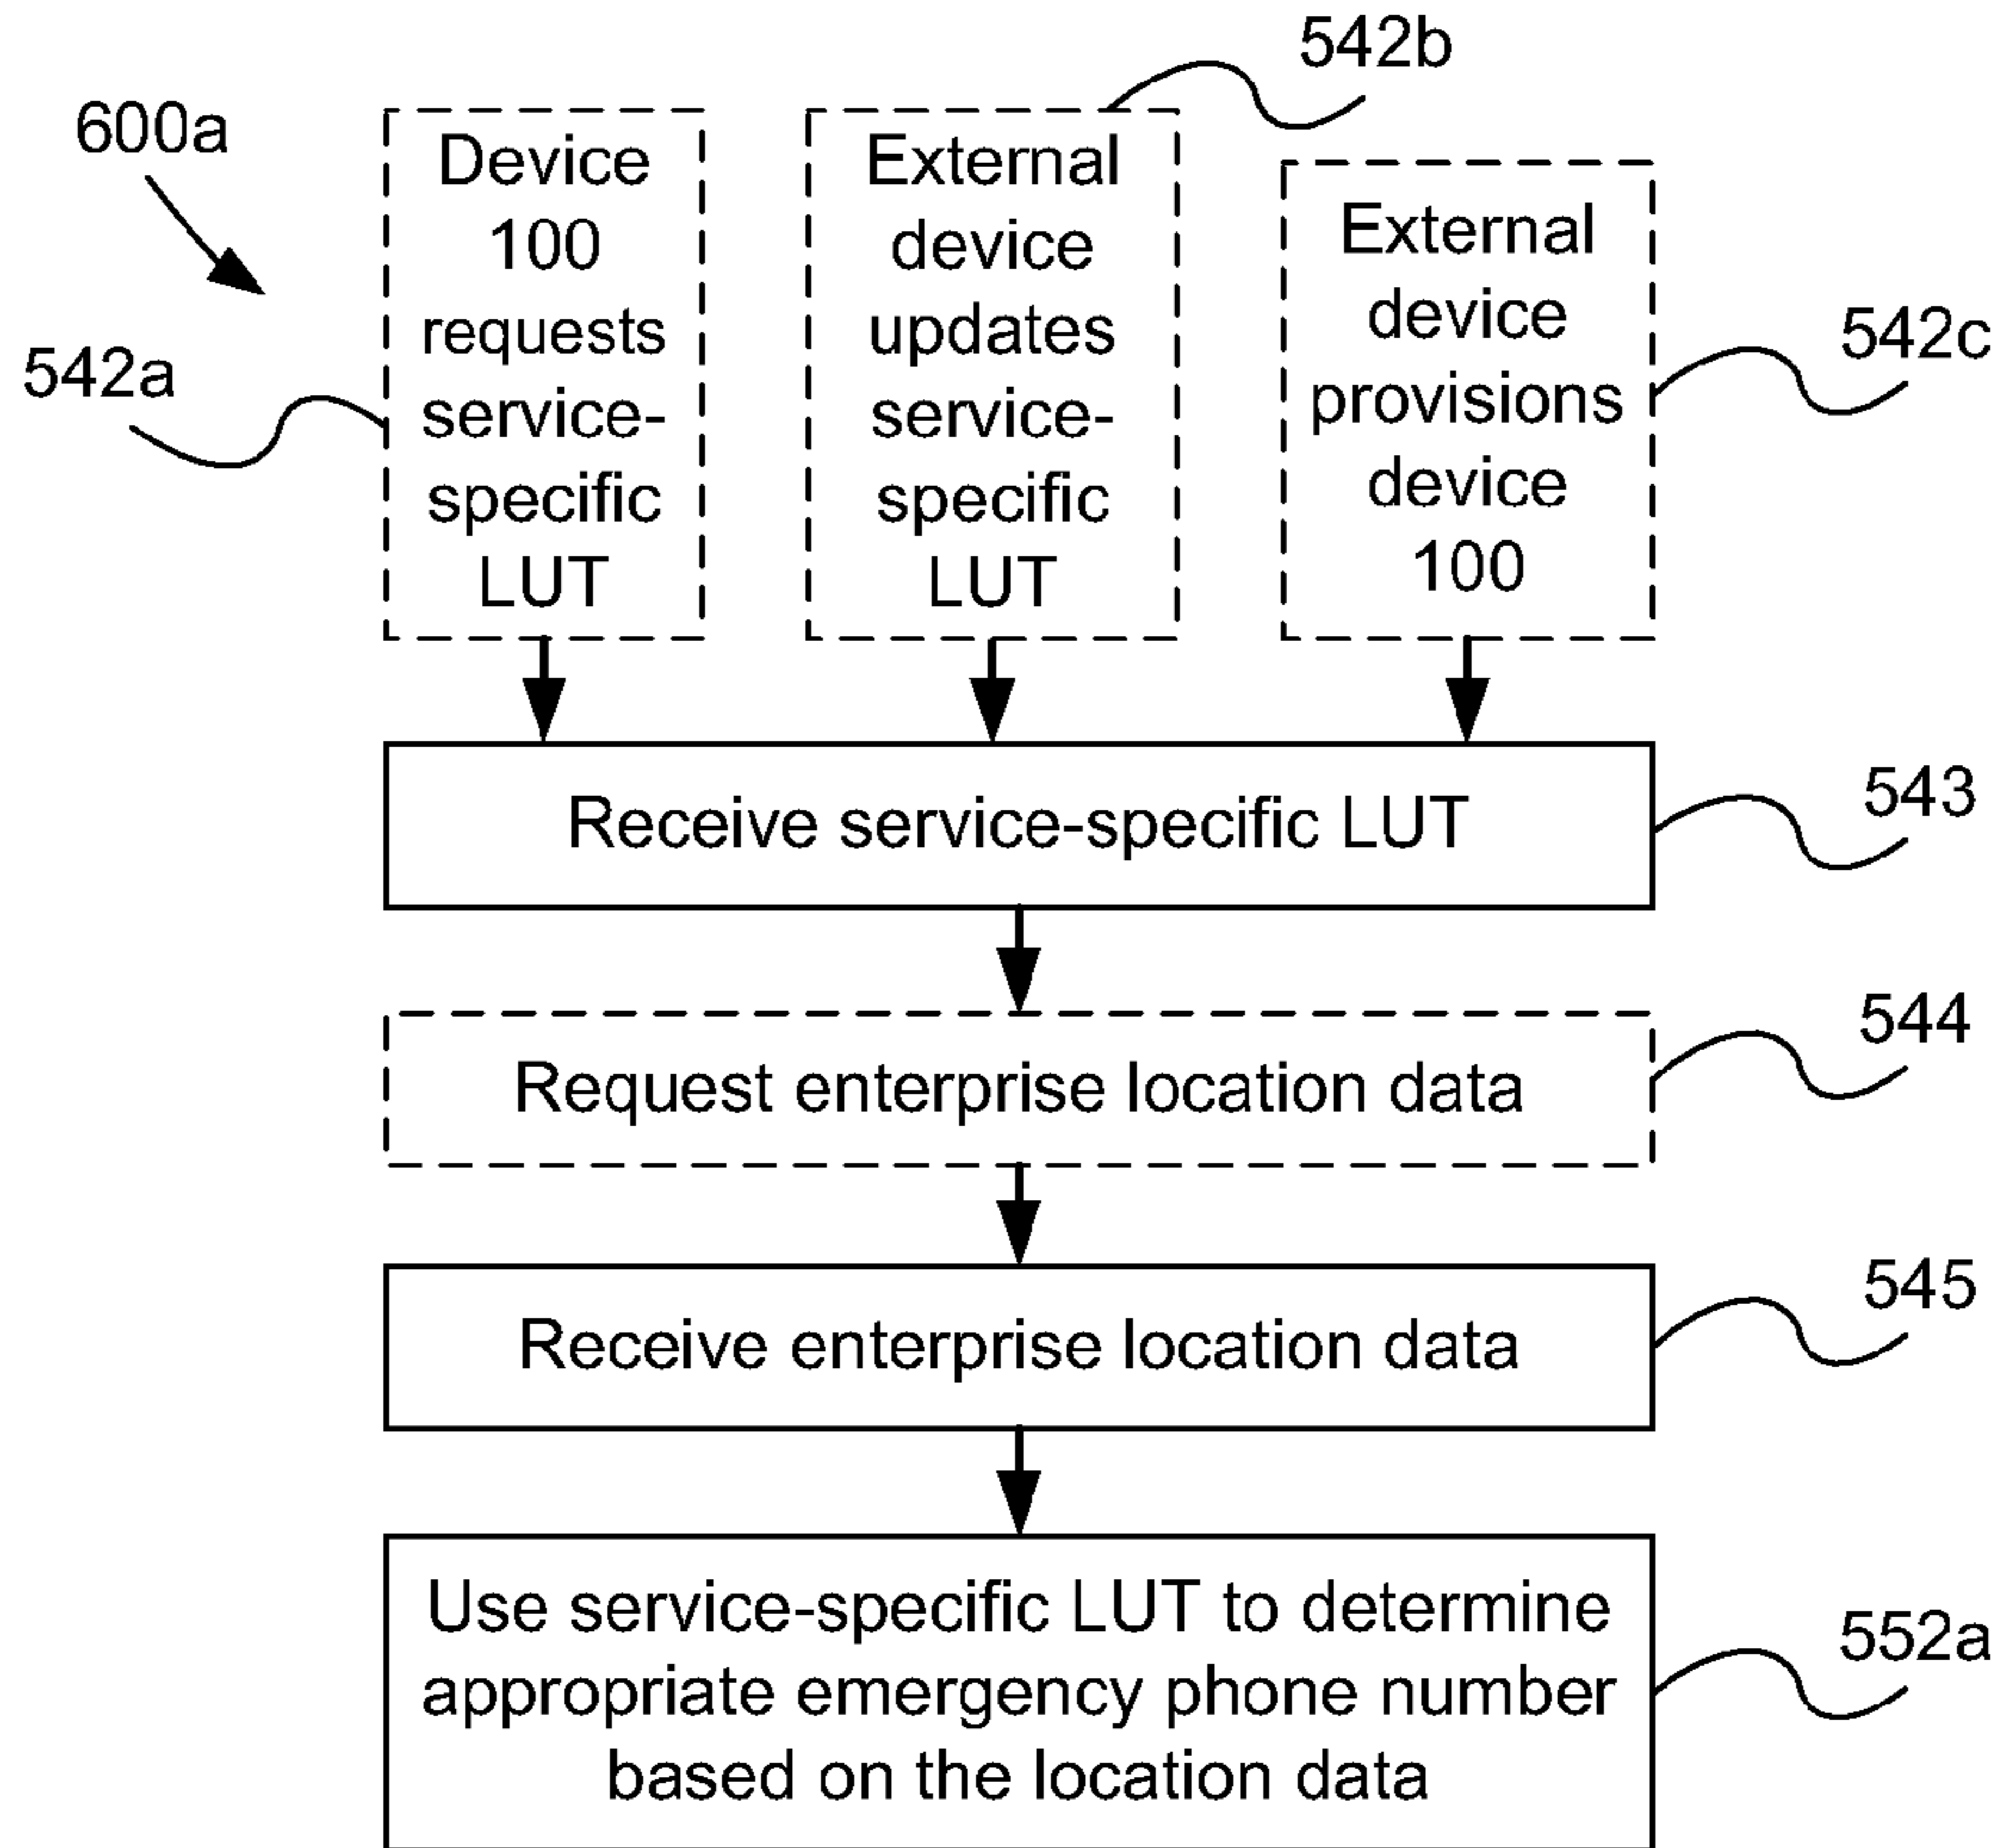 600a
542a
Device
100
requests
service-
specific
LUT
542b
External
device
updates
service-
specific
LUT
542c
External
device
provisions
device
100
Receive service-specific LUT
543
Request enterprise location data
544
Receive enterprise location data
545
Use service-specific LUT to determine
appropriate emergency phone number
based on the location data
552a